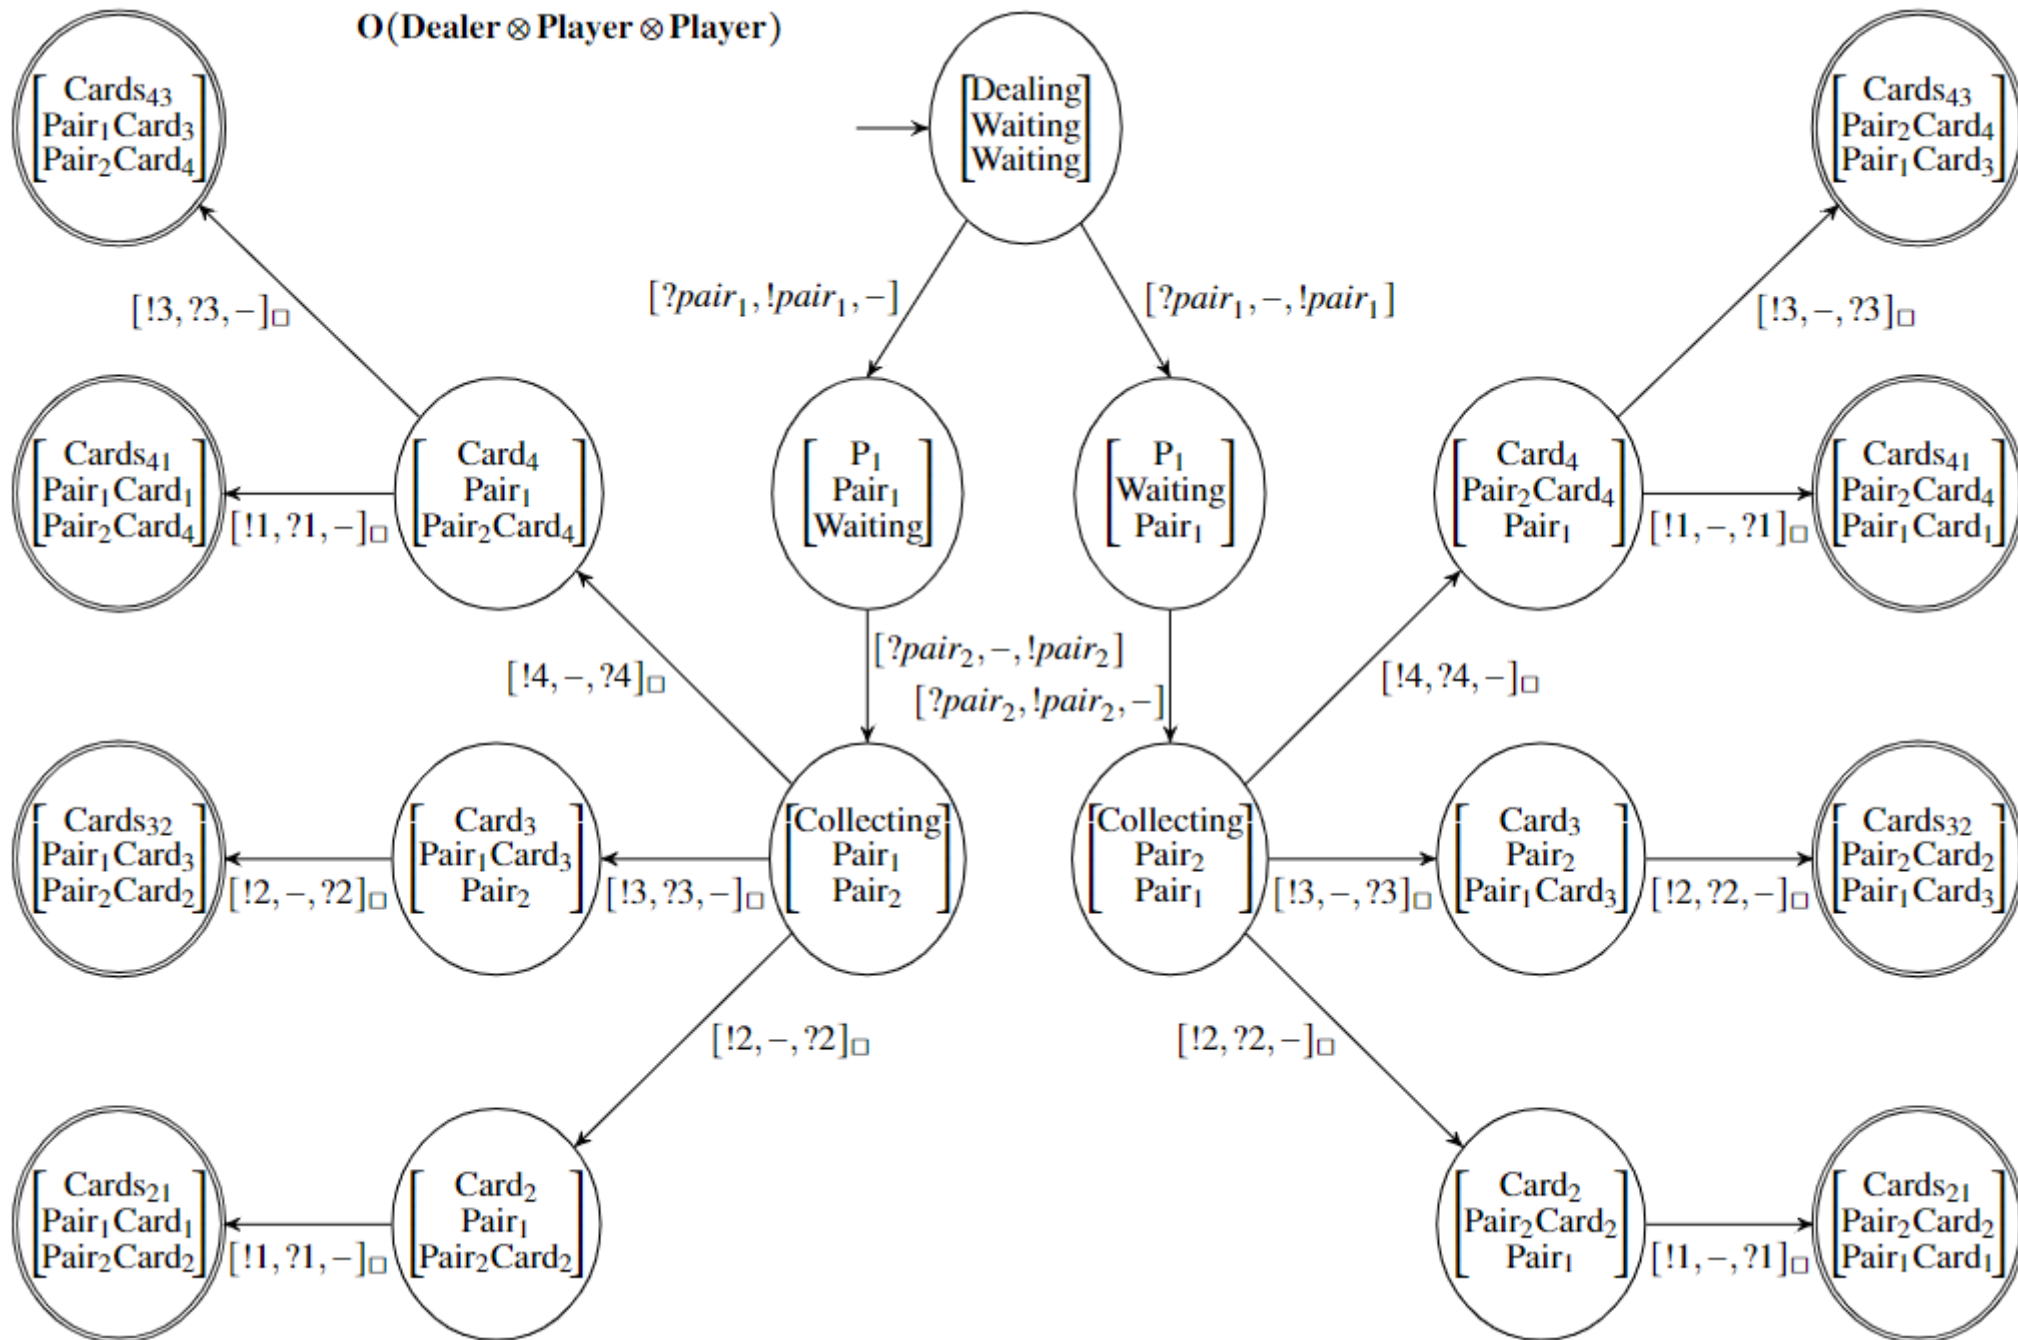 O(Dealer ⊗ Player ⊗ Player)
Cards₄₃
Pair₁Card₃
Pair₂Card₄
Dealing
Waiting
Waiting
Cards₄₃
Pair₂Card₄
Pair₁Card₃
[?pair₁, !pair₁, −]
[?pair₁, −, !pair₁]
[!3, ?3, −]□
[!3, −, ?3]□
Cards₄₁
Pair₁Card₁
Pair₂Card₄
[!1, ?1, −]□
Card₄
Pair₁
Pair₂Card₄
P₁
Pair₁
Waiting
P₁
Waiting
Pair₁
Card₄
Pair₂Card₄
Pair₁
[!1, −, ?1]□
Cards₄₁
Pair₂Card₄
Pair₁Card₁
[!4, −, ?4]□
[?pair₂, −, !pair₂]
[?pair₂, !pair₂, −]
[!4, ?4, −]□
Cards₃₂
Pair₁Card₃
Pair₂Card₂
[!2, −, ?2]□
Card₃
Pair₁Card₃
Pair₂
[!3, ?3, −]□
Collecting
Pair₁
Pair₂
Collecting
Pair₂
Pair₁
[!3, −, ?3]□
Card₃
Pair₂
Pair₁Card₃
[!2, ?2, −]□
Cards₃₂
Pair₂Card₂
Pair₁Card₃
[!2, −, ?2]□
[!2, ?2, −]□
Cards₂₁
Pair₁Card₁
Pair₂Card₂
[!1, ?1, −]□
Card₂
Pair₁
Pair₂Card₂
Card₂
Pair₂Card₂
Pair₁
[!1, −, ?1]□
Cards₂₁
Pair₂Card₂
Pair₁Card₁